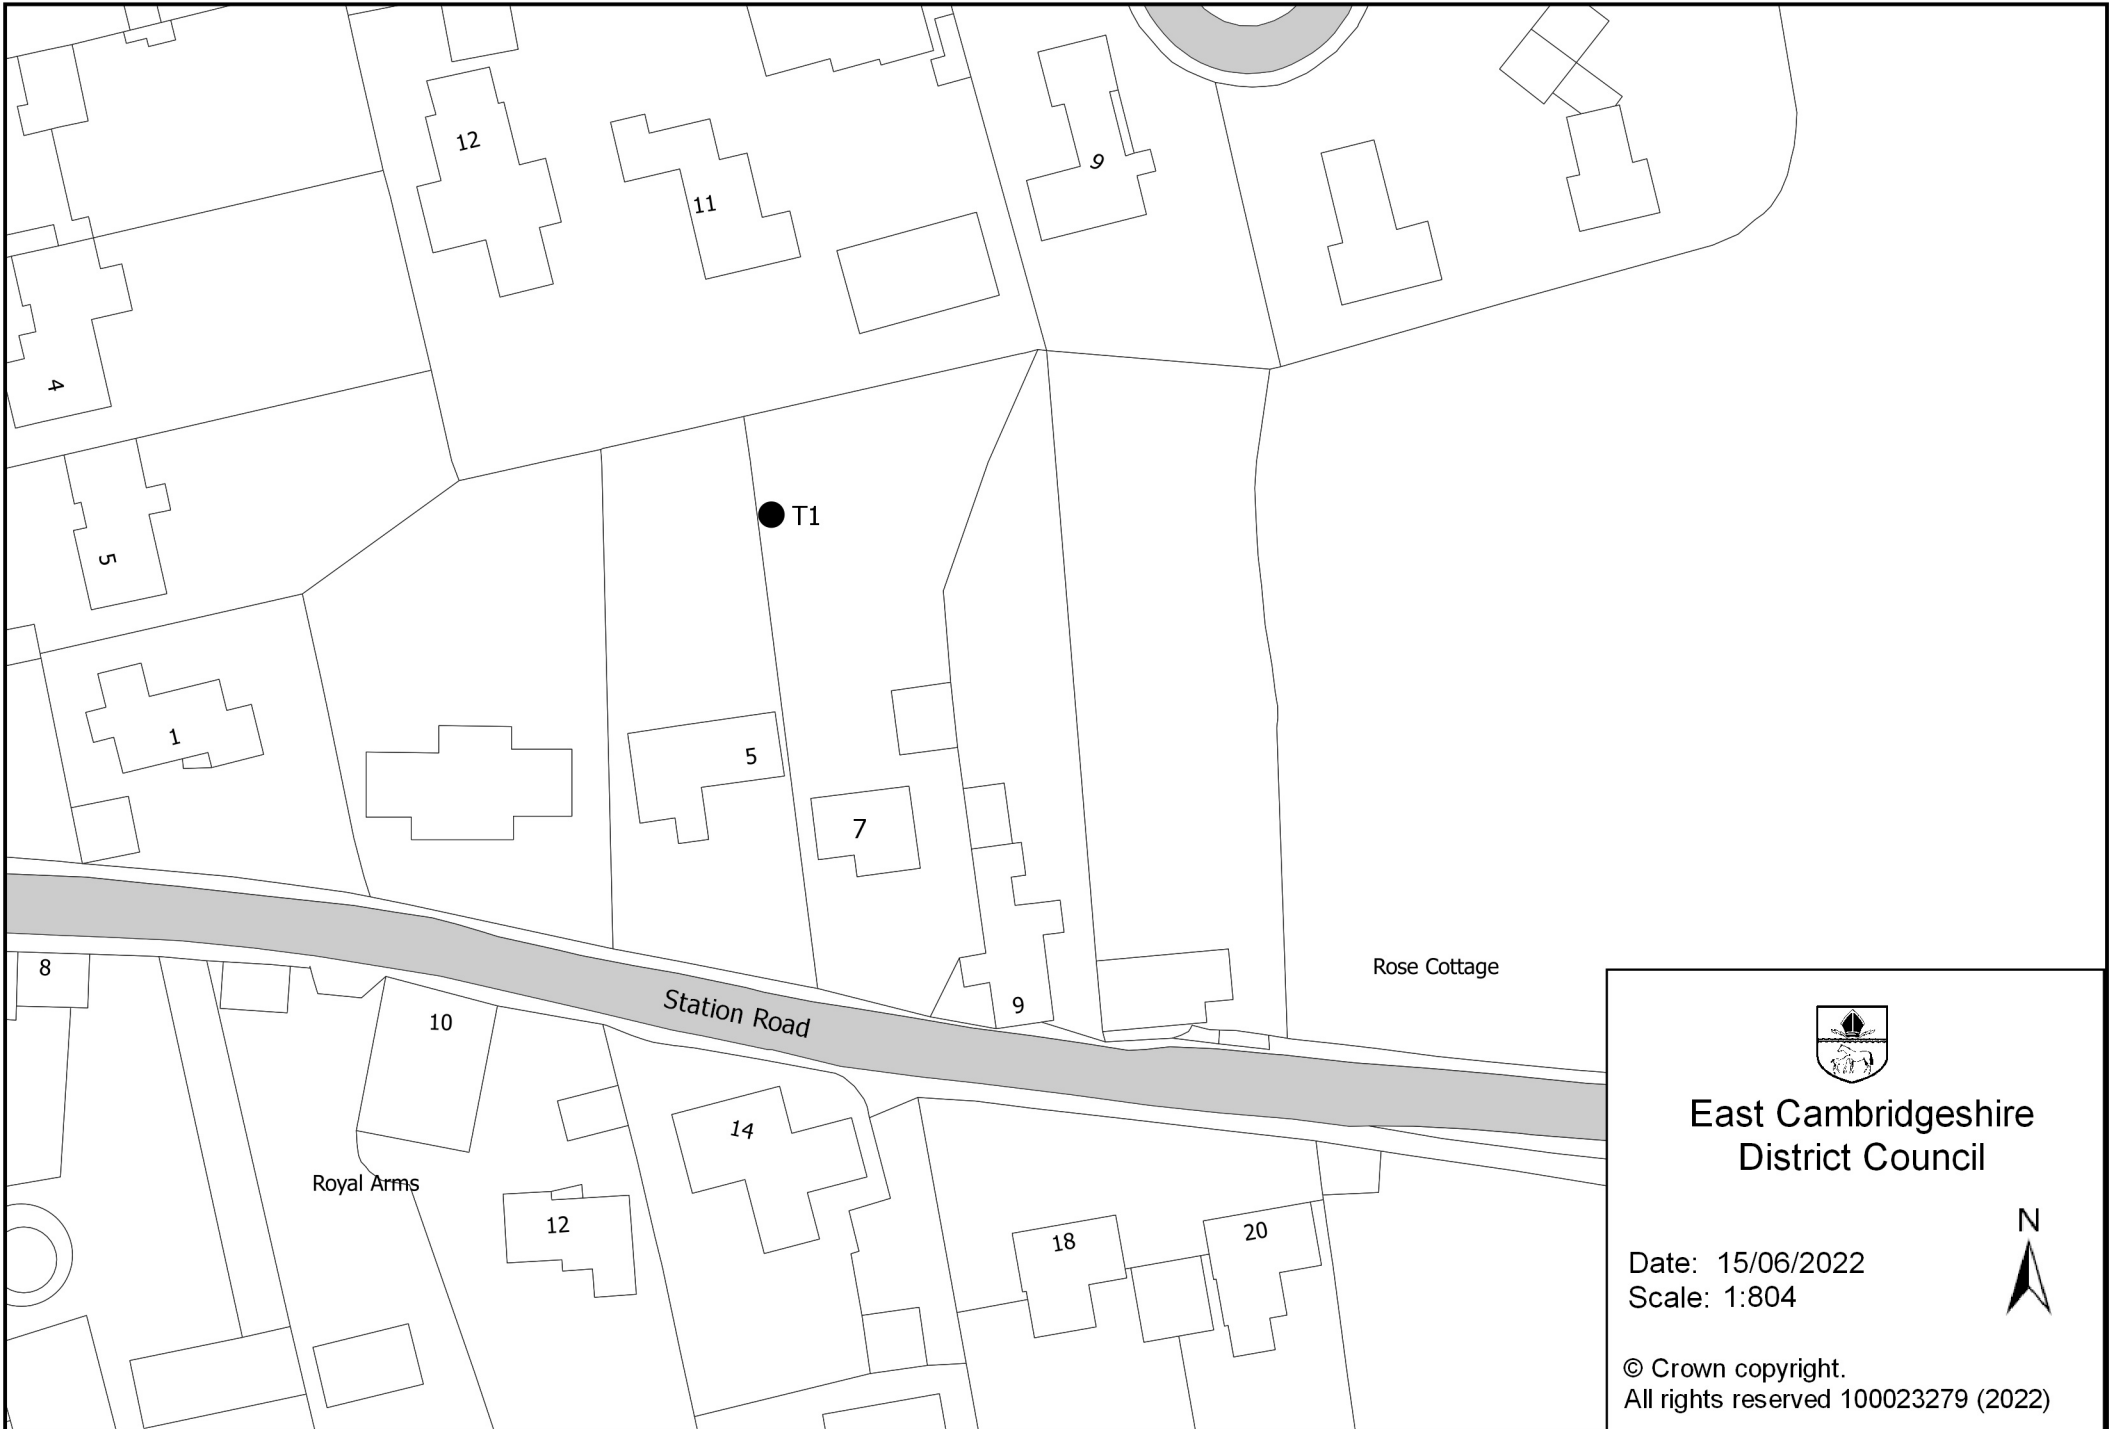 12
11
9
4
T1
5
1
5
7
9
8
10
Station Road
Rose Cottage
Royal Arms
14
12
18
20
East Cambridgeshire
District Council
N
Date: 15/06/2022
Scale: 1:804
© Crown copyright.
All rights reserved 100023279 (2022)